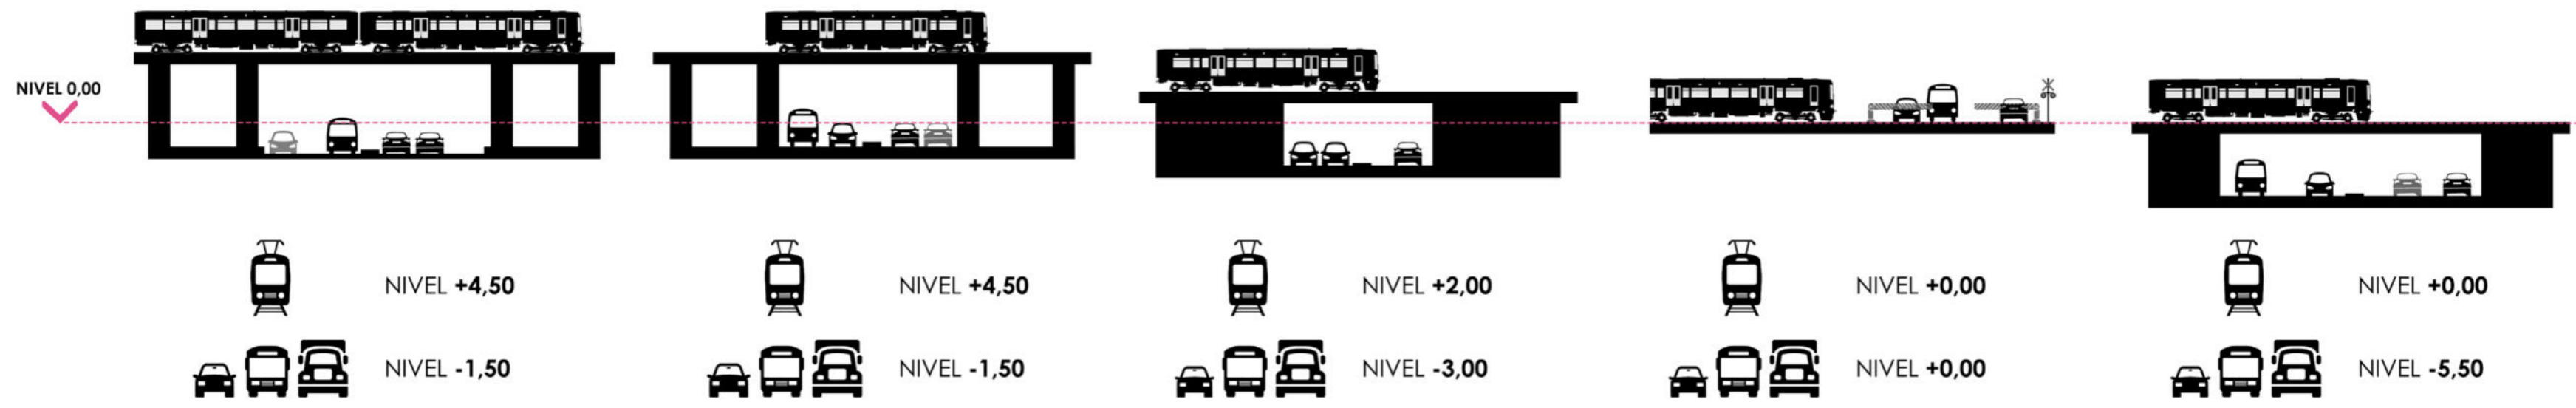 NIVEL 0,00
NIVEL +4,50
NIVEL +4,50
NIVEL +2,00
NIVEL +0,00
NIVEL +0,00
NIVEL -1,50
NIVEL -1,50
NIVEL -3,00
NIVEL +0,00
NIVEL -5,50